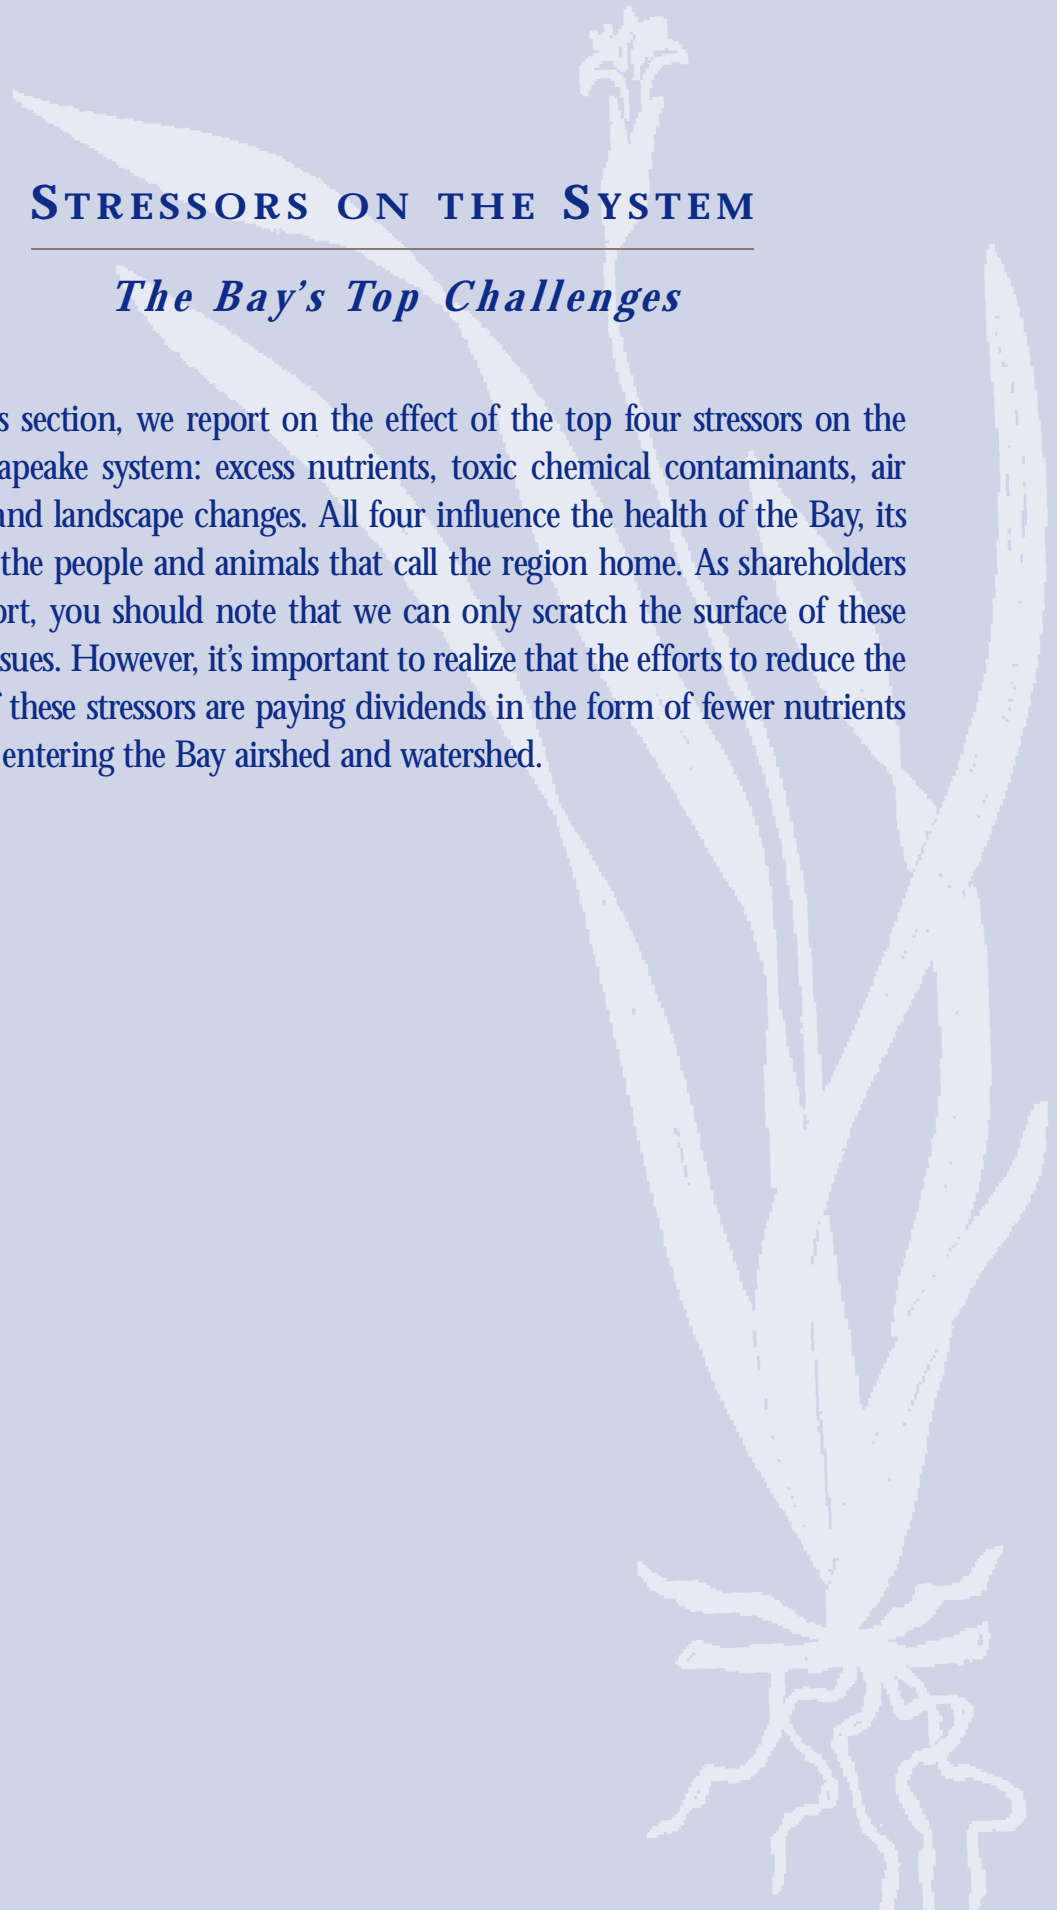 STRESSORS ON THE SYSTEM
The Bay's Top Challenges
s section, we report on the effect of the top four stressors on the
apeake system: excess nutrients, toxic chemical contaminants, air
and landscape changes. All four influence the health of the Bay, its
the people and animals that call the region home. As shareholders
ort, you should note that we can only scratch the surface of these
sues. However, it's important to realize that the efforts to reduce the
f these stressors are paying dividends in the form of fewer nutrients
entering the Bay airshed and watershed.